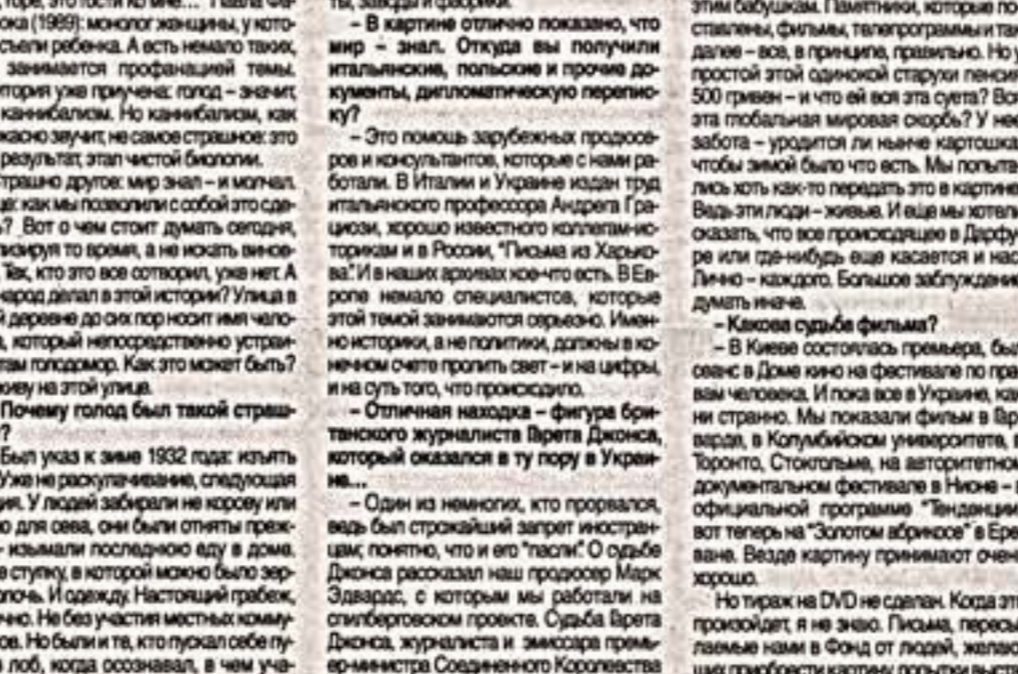 ока (1989): монолог женщины, у кото-
съели ребенка. А есть немало таких,
занимается профанацией темы.
тория уже приучена: голод – значит,
каннибализм. Но каннибализм, как
жасно звучит, не самое страшное: это
результат, этап чистой биологии.
трашно другое: мир знал – и молчал.
ще: как мы позволили с собой это сде-
? Вот о чем стоит думать сегодня,
лизируя то время, а не искать винов-
Тех, кто это все сотворил, уже нет. А
народ делал в этой истории? Улица в
й деревне до сих пор носит имя чело-
а, который непосредственно устраи-
там голодомор. Как это может быть?
живу на этой улице.
Почему голод был такой страш-
?
Был указ к зиме 1932 года: изъять
Уже не раскулачивание, следующая
ия. У людей забирали не корову или
о для сева, они были отняты преж-
- изымали последнюю еду в доме.
е ступку, в которой можно было зер-
олочь. И одежду. Настоящий грабеж,
чно. Не без участия местных комму-
ов. Но были и те, кто пускал себе пу-
в лоб, когда осознавал, в чем уча-
ты, заводы и фабрики.
– В картине отлично показано, что
мир – знал. Откуда вы получили
итальянские, польские и прочие до-
кументы, дипломатическую перепис-
ку?
– Это помощь зарубежных продюсе-
ров и консультантов, которые с нами ра-
ботали. В Италии и Украине издан труд
итальянского профессора Андреа Гра-
циози, хорошо известного коллегам-ис-
торикам и в России, "Письма из Харько-
ва". И в наших архивах кое-что есть. В Ев-
ропе немало специалистов, которые
этой темой занимаются серьезно. Имен-
но историки, а не политики, должны в ко-
нечном счете пролить свет – и на цифры,
и на суть того, что происходило.
– Отличная находка – фигура бри-
танского журналиста Гарета Джонса,
который оказался в ту пору в Украи-
не...
– Один из немногих, кто прорвался,
ведь был строжайший запрет иностран-
цам; понятно, что и его "пасли". О судьбе
Джонса рассказал наш продюсер Марк
Эдвардс, с которым мы работали на
спилберговском проекте. Судьба Гарета
Джонса, журналиста и эмиссара премь-
ер-министра Соединенного Королевства
этим бабушкам. Памятники, которые по-
ставлены, фильмы, телепрограммы и так
далее – все, в принципе, правильно. Но у
простой этой одинокой старухи пенсия
500 гривен – и что ей вся эта суета? Вся
эта глобальная мировая скорбь? У нее
забота – уродится ли нынче картошка,
чтобы зимой было что есть. Мы попыта-
лись хоть как-то передать это в картине.
Ведь эти люди – живые. И еще мы хотели
сказать, что все происходящее в Дарфу-
ре или где-нибудь еще касается и нас.
Лично – каждого. Большое заблуждение
думать иначе.
– Какова судьба фильма?
– В Киеве состоялась премьера, был
сеанс в Доме кино на фестивале по пра-
вам человека. И пока все в Украине, как
ни странно. Мы показали фильм в Гар-
варде, в Колумбийском университете, в
Торонто, Стокгольме, на авторитетном
документальном фестивале в Нионе – в
официальной программе "Тенденции",
вот теперь на "Золотом абрикосе" в Ере-
ване. Везде картину принимают очень
хорошо.
Но тираж на DVD не сделан. Когда это
произойдет, я не знаю. Письма, пересы-
лаемые нами в Фонд от людей, желаю-
щих приобрести картину,